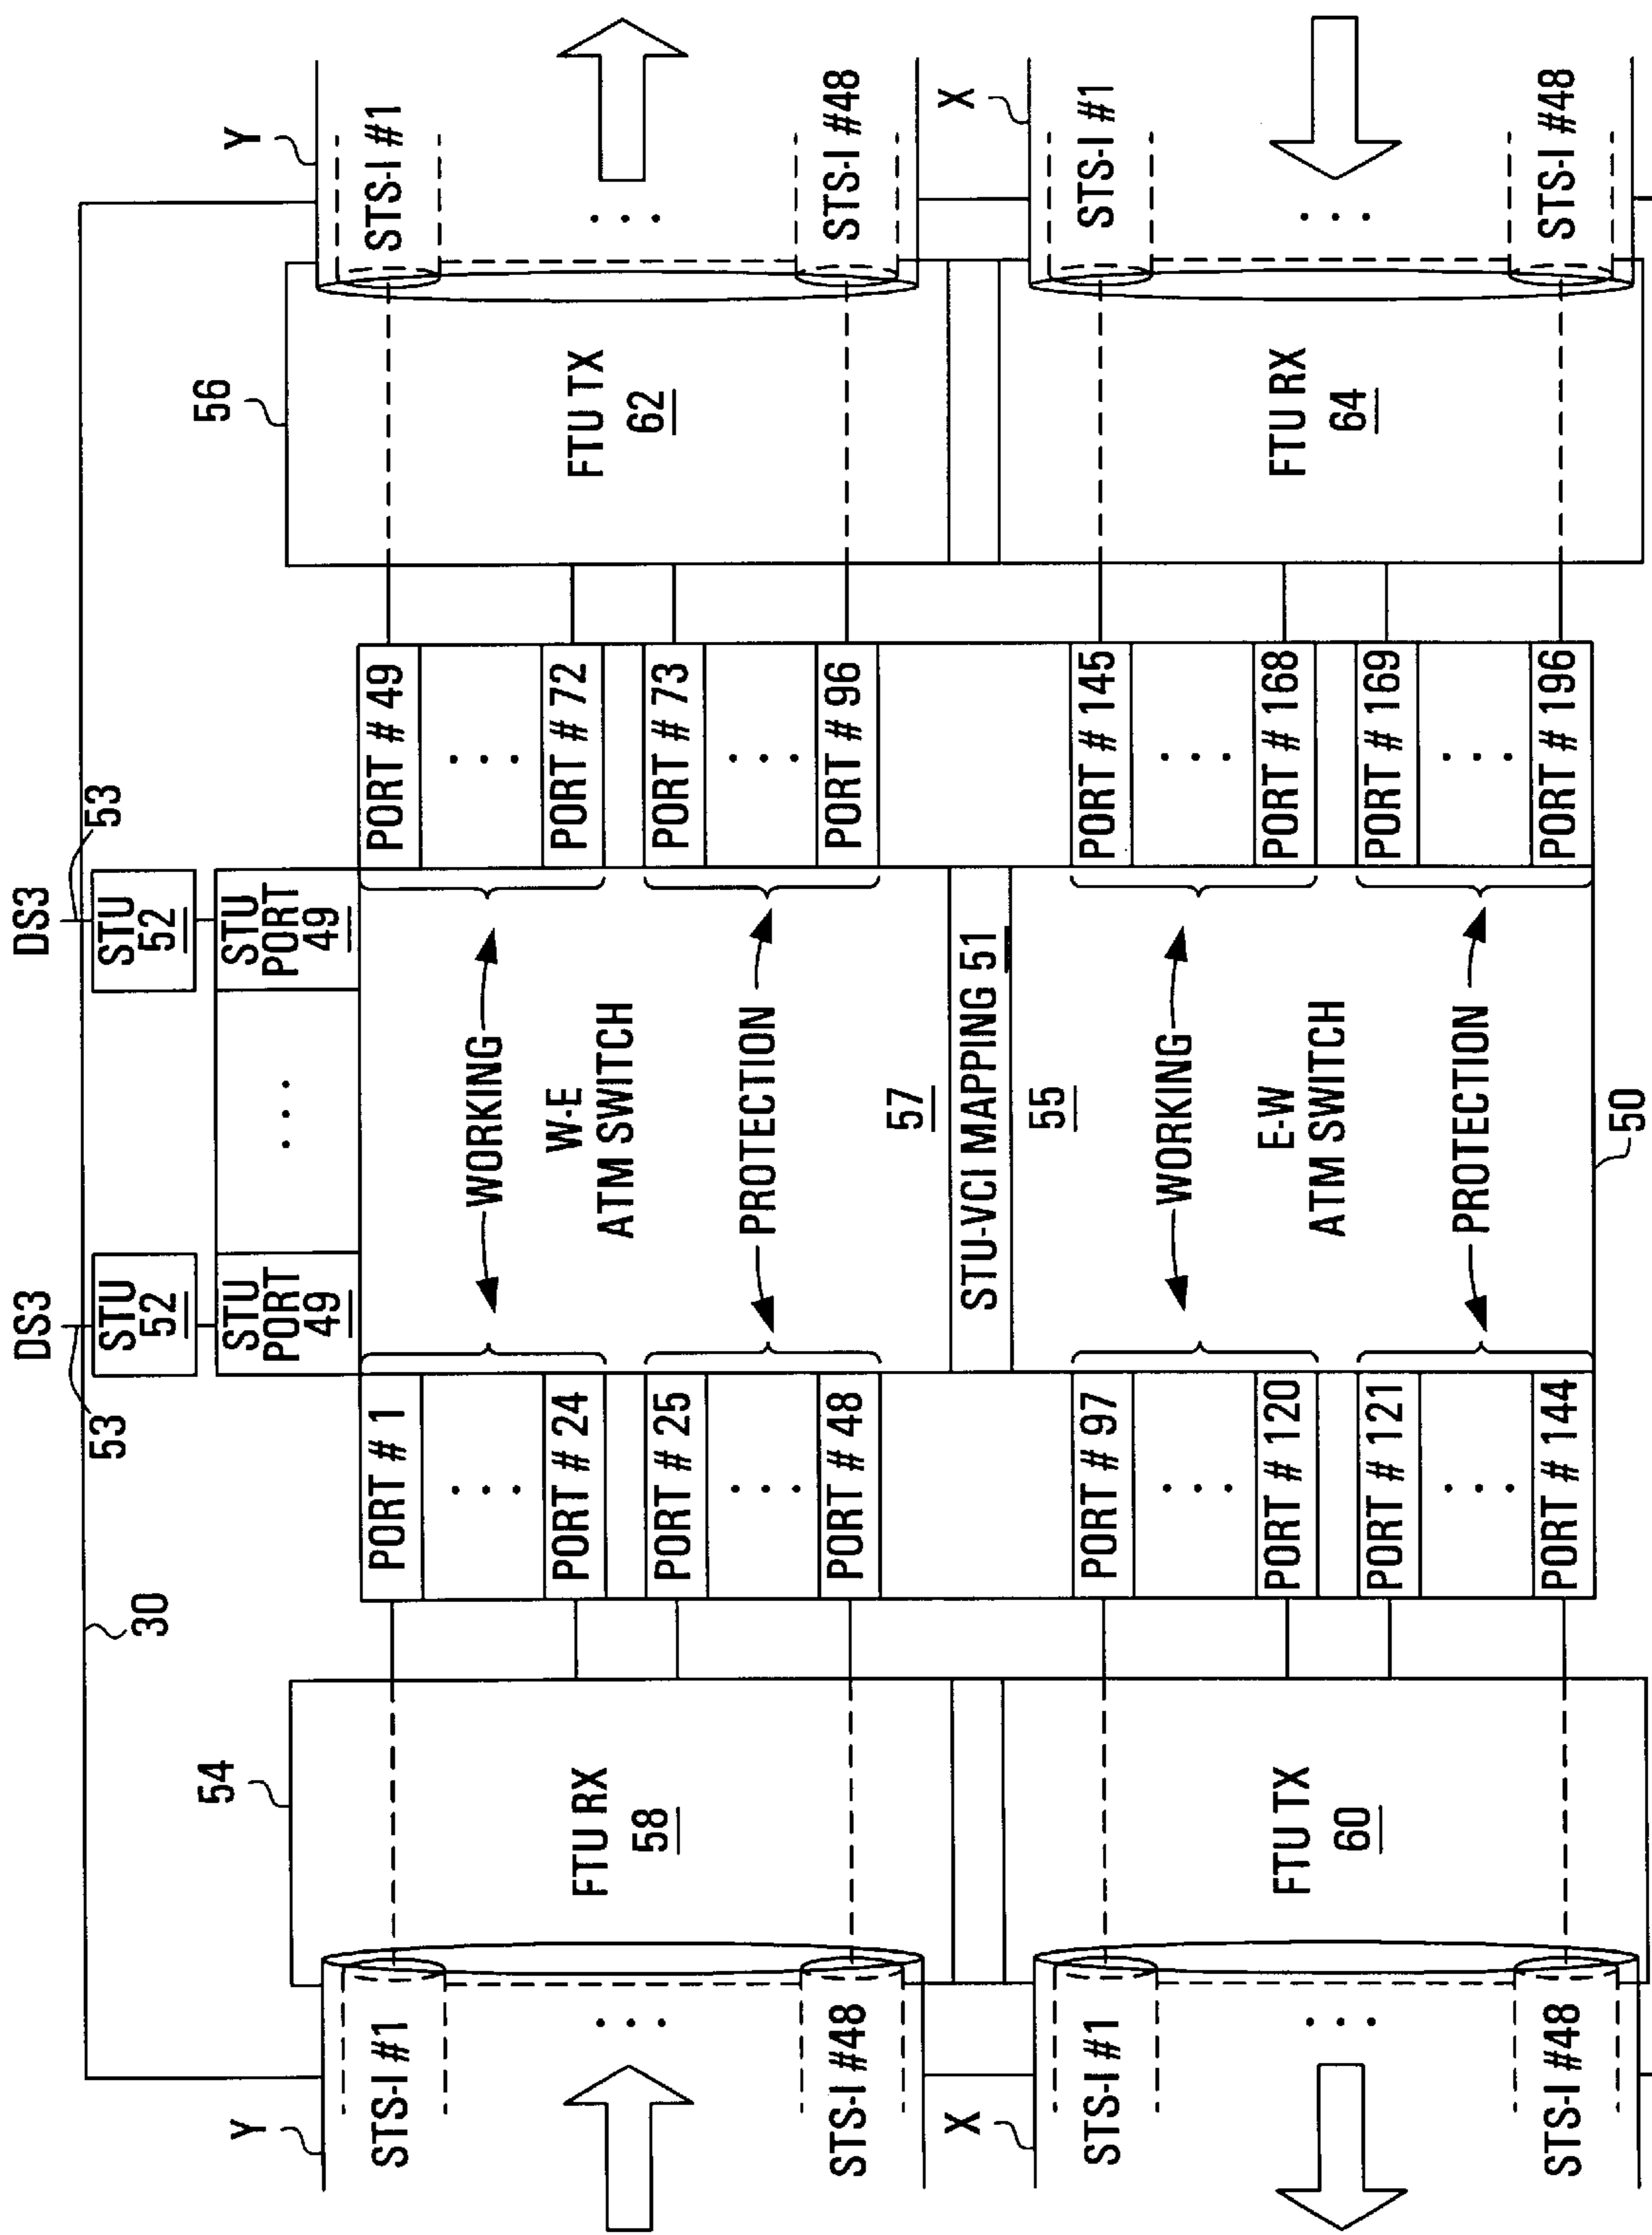 DS3
DS3
53
53
30
STU
52
STU
52
STU
PORT
49
• • •
STU
PORT
49
54
56
Y
Y
STS-I #1
• • •
STS-I #48
FTU RX
58
PORT # 1
• • •
PORT # 24
PORT # 25
• • •
PORT # 48
WORKING
W-E
ATM SWITCH
PROTECTION
57
PORT # 49
• • •
PORT # 72
PORT # 73
• • •
PORT # 96
FTU TX
62
STS-I #1
• • •
STS-I #48
STU-VCI MAPPING 51
X
X
STS-I #1
• • •
STS-I #48
FTU TX
60
PORT # 97
• • •
PORT # 120
PORT # 121
• • •
PORT # 144
55
WORKING
E-W
ATM SWITCH
PROTECTION
PORT # 145
• • •
PORT # 168
PORT # 169
• • •
PORT # 196
FTU RX
64
STS-I #1
• • •
STS-I #48
50